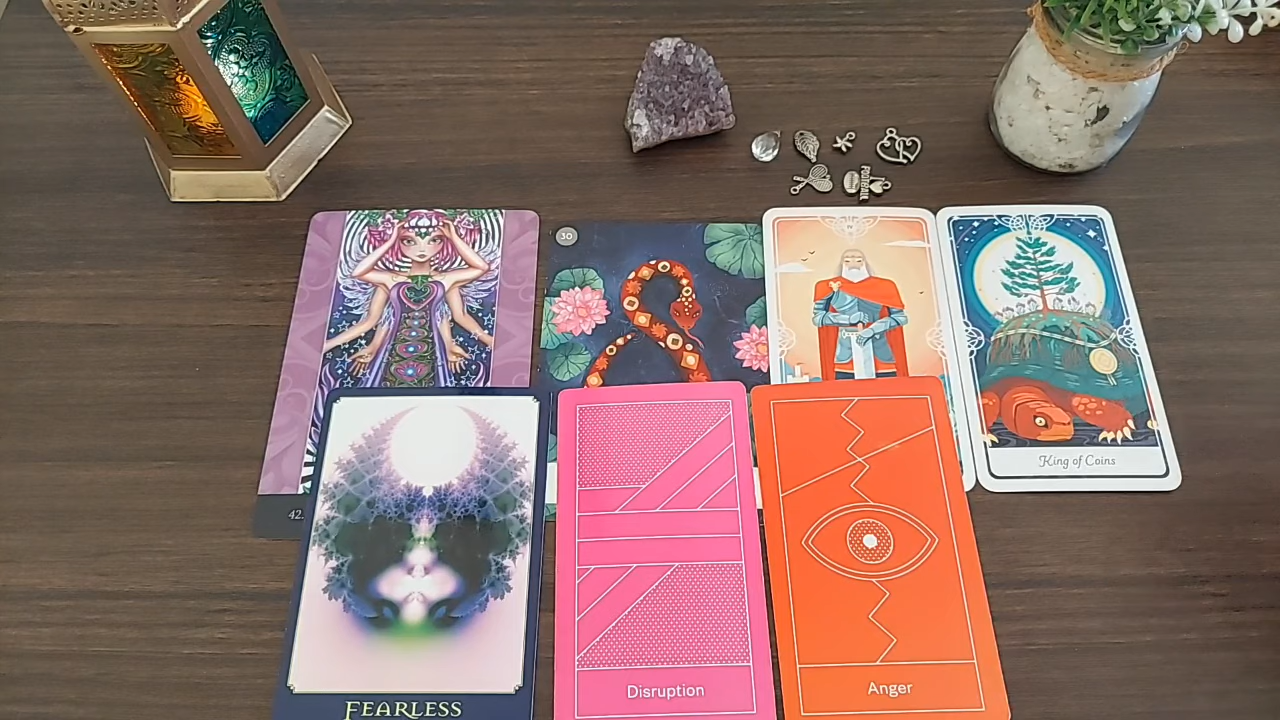 30
King of Coins
42.
FEARLESS
Disruption
Anger